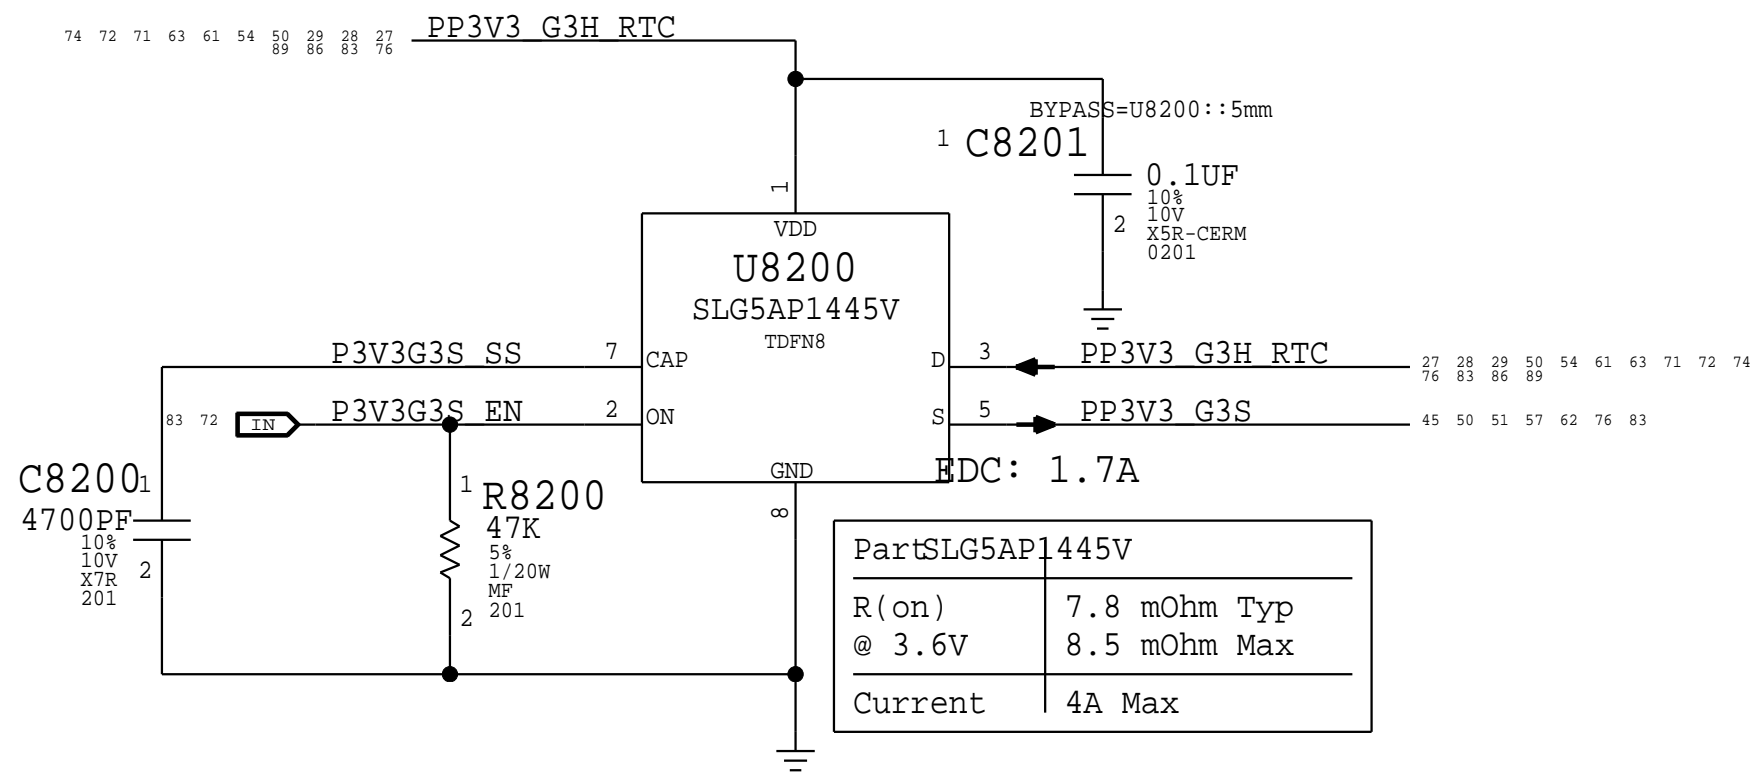 PP3V3_G3H_RTC
74 72 71 63 61 54 50 29 28 27
89 86 83 76
BYPASS=U8200::5mm
1 C8201
0.1UF
10%
10V
X5R-CERM
0201
2
1
VDD
U8200
SLG5AP1445V
TDFN8
P3V3G3S_SS 7 CAP
D 3 PP3V3_G3H_RTC
27 28 29 50 54 61 63 71 72 74
76 83 86 89
83 72 IN P3V3G3S_EN 2 ON
S 5 PP3V3_G3S 45 50 51 57 62 76 83
GND
8
EDC: 1.7A
C8200 1
4700PF
10%
10V
X7R
201
2
1 R8200
47K
5%
1/20W
MF
201
2
Part SLG5AP1445V
R(on) 7.8 mOhm Typ
@ 3.6V 8.5 mOhm Max
Current 4A Max